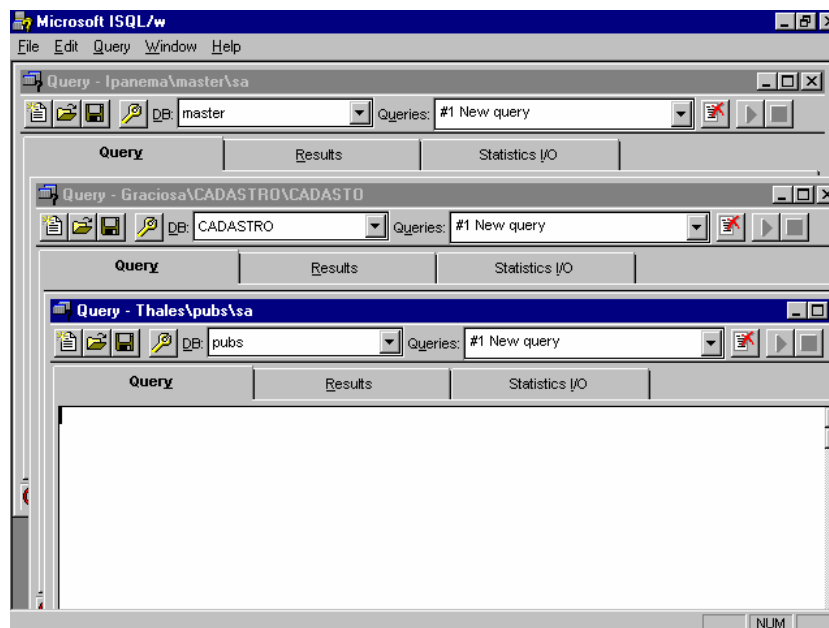 Microsoft ISQL/w
File Edit Query Window Help
Query - Ipanema\master\sa
DB: master Queries: #1 New query
Query Results Statistics I/O
Query - Graciosa\CADASTRO\CADASTO
DB: CADASTRO Queries: #1 New query
Query Results Statistics I/O
Query - Thales\pubs\sa
DB: pubs Queries: #1 New query
Query Results Statistics I/O
NUM